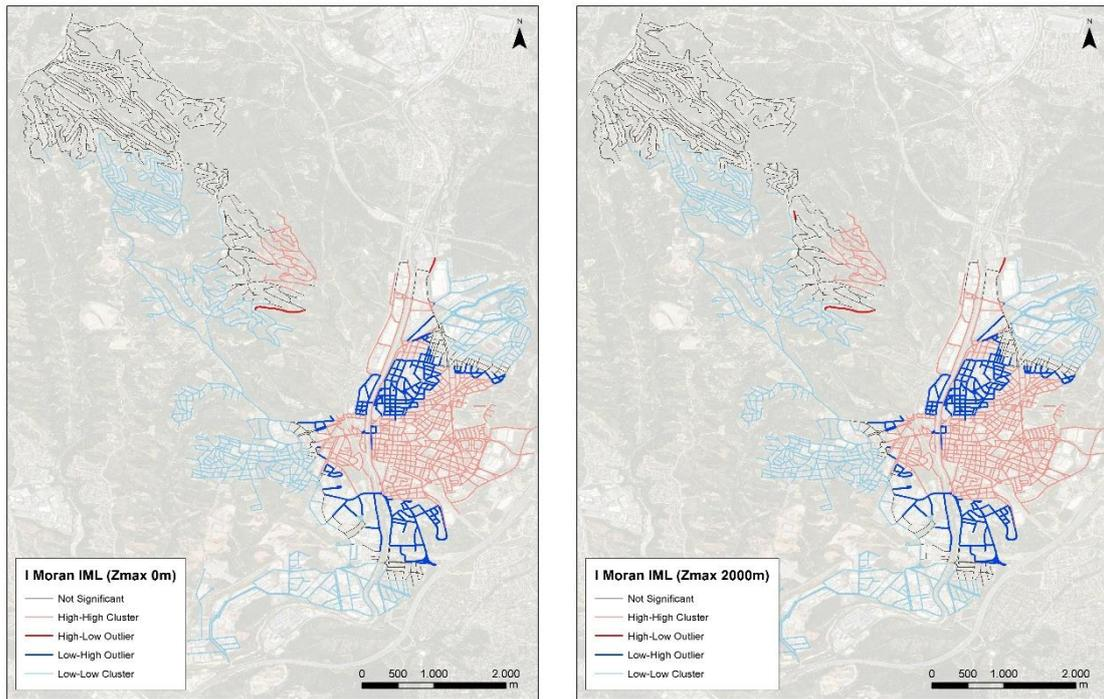 N
I Moran IML (Zmax 0m)
Not Significant
High-High Cluster
High-Low Outlier
Low-High Outlier
Low-Low Cluster
0 500 1.000 2.000
m
N
I Moran IML (Zmax 2000m)
Not Significant
High-High Cluster
High-Low Outlier
Low-High Outlier
Low-Low Cluster
0 500 1.000 2.000
m